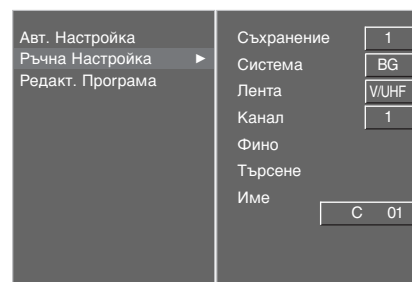 Авт. Настройка
Ръчна Настройка ►
Редакт. Програма
Съхранение 1
Система BG
Лента V/UHF
Канал 1
Фино
Търсене
Име
C 01